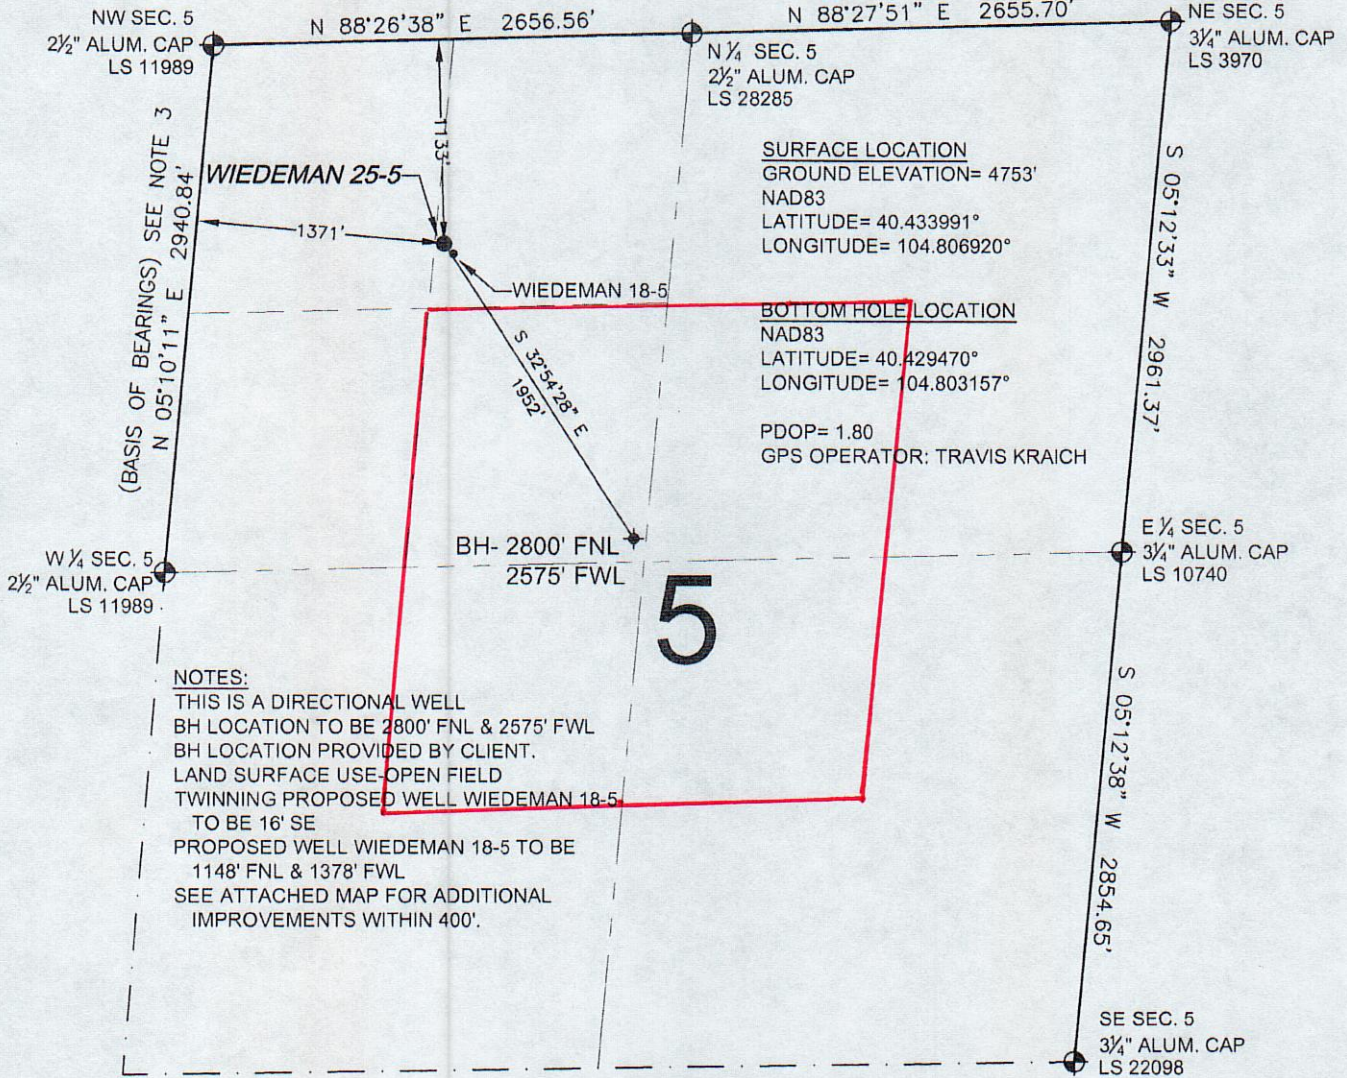 N 88°26'38" E 2656.56'
N 88°27'51" E 2655.70'
NW SEC. 5
2½" ALUM. CAP
LS 11989
N ¼ SEC. 5
2½" ALUM. CAP
LS 28285
NE SEC. 5
3¼" ALUM. CAP
LS 3970
(BASIS OF BEARINGS) SEE NOTE 3
N 05°10'11" E 2940.84'
1133'
WIEDEMAN 25-5
1371'
WIEDEMAN 18-5
S 32°54'28" E
1952'
SURFACE LOCATION
GROUND ELEVATION= 4753'
NAD83
LATITUDE= 40.433991°
LONGITUDE= 104.806920°
BOTTOM HOLE LOCATION
NAD83
LATITUDE= 40.429470°
LONGITUDE= 104.803157°
PDOP= 1.80
GPS OPERATOR: TRAVIS KRAICH
S 05°12'33" W 2961.37'
BH- 2800' FNL
2575' FWL
W ¼ SEC. 5
2½" ALUM. CAP
LS 11989
E ¼ SEC. 5
3¼" ALUM. CAP
LS 10740
5
NOTES:
THIS IS A DIRECTIONAL WELL
BH LOCATION TO BE 2800' FNL & 2575' FWL
BH LOCATION PROVIDED BY CLIENT.
LAND SURFACE USE-OPEN FIELD
TWINNING PROPOSED WELL WIEDEMAN 18-5
TO BE 16' SE
PROPOSED WELL WIEDEMAN 18-5 TO BE
1148' FNL & 1378' FWL
SEE ATTACHED MAP FOR ADDITIONAL
IMPROVEMENTS WITHIN 400'.
S 05°12'38" W 2854.65'
SE SEC. 5
3¼" ALUM. CAP
LS 22098